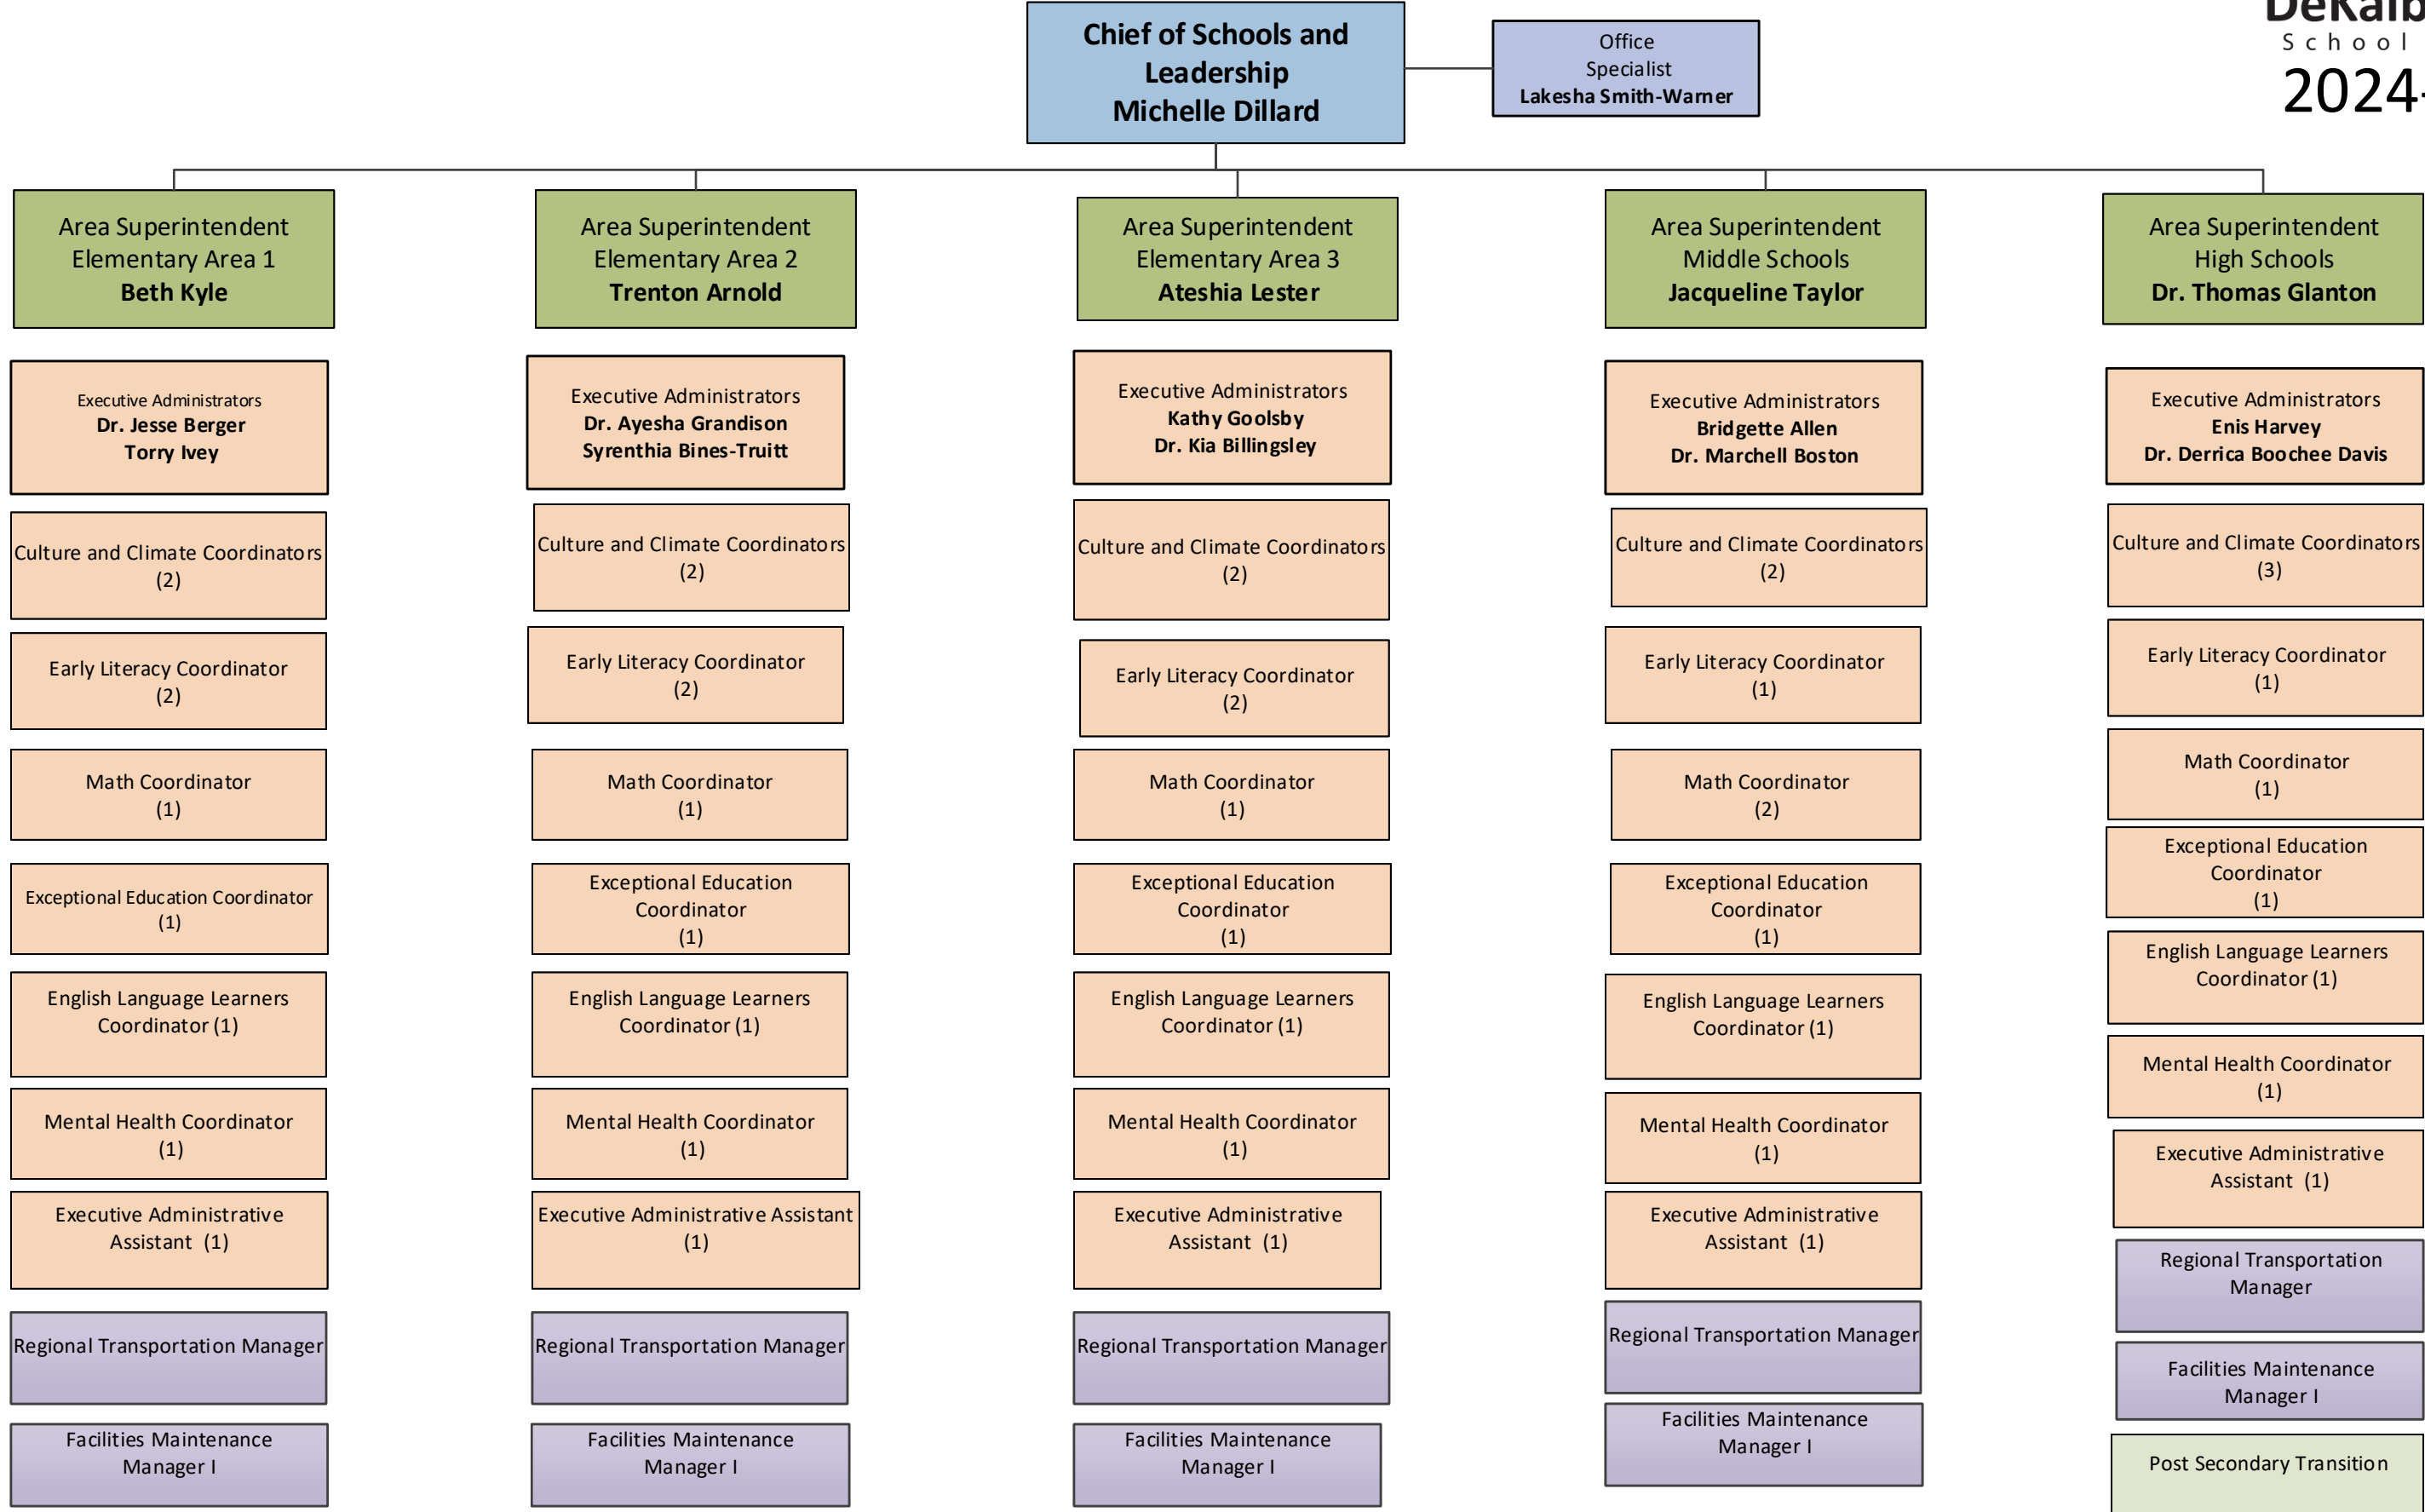 Chief of Schools and
Leadership
Michelle Dillard
Office
Specialist
Lakesha Smith-Warner
DeKalb
School
2024-
Area Superintendent
Elementary Area 1
Beth Kyle
Executive Administrators
Dr. Jesse Berger
Torry Ivey
Culture and Climate Coordinators
(2)
Early Literacy Coordinator
(2)
Math Coordinator
(1)
Exceptional Education Coordinator
(1)
English Language Learners
Coordinator (1)
Mental Health Coordinator
(1)
Executive Administrative
Assistant (1)
Regional Transportation Manager
Facilities Maintenance
Manager I
Area Superintendent
Elementary Area 2
Trenton Arnold
Executive Administrators
Dr. Ayesha Grandison
Syrenthia Bines-Truitt
Culture and Climate Coordinators
(2)
Early Literacy Coordinator
(2)
Math Coordinator
(1)
Exceptional Education
Coordinator
(1)
English Language Learners
Coordinator (1)
Mental Health Coordinator
(1)
Executive Administrative Assistant
(1)
Regional Transportation Manager
Facilities Maintenance
Manager I
Area Superintendent
Elementary Area 3
Ateshia Lester
Executive Administrators
Kathy Goolsby
Dr. Kia Billingsley
Culture and Climate Coordinators
(2)
Early Literacy Coordinator
(2)
Math Coordinator
(1)
Exceptional Education
Coordinator
(1)
English Language Learners
Coordinator (1)
Mental Health Coordinator
(1)
Executive Administrative
Assistant (1)
Regional Transportation Manager
Facilities Maintenance
Manager I
Area Superintendent
Middle Schools
Jacqueline Taylor
Executive Administrators
Bridgette Allen
Dr. Marchell Boston
Culture and Climate Coordinators
(2)
Early Literacy Coordinator
(1)
Math Coordinator
(2)
Exceptional Education
Coordinator
(1)
English Language Learners
Coordinator (1)
Mental Health Coordinator
(1)
Executive Administrative
Assistant (1)
Regional Transportation Manager
Facilities Maintenance
Manager I
Area Superintendent
High Schools
Dr. Thomas Glanton
Executive Administrators
Enis Harvey
Dr. Derrica Boochee Davis
Culture and Climate Coordinators
(3)
Early Literacy Coordinator
(1)
Math Coordinator
(1)
Exceptional Education
Coordinator
(1)
English Language Learners
Coordinator (1)
Mental Health Coordinator
(1)
Executive Administrative
Assistant (1)
Regional Transportation
Manager
Facilities Maintenance
Manager I
Post Secondary Transition